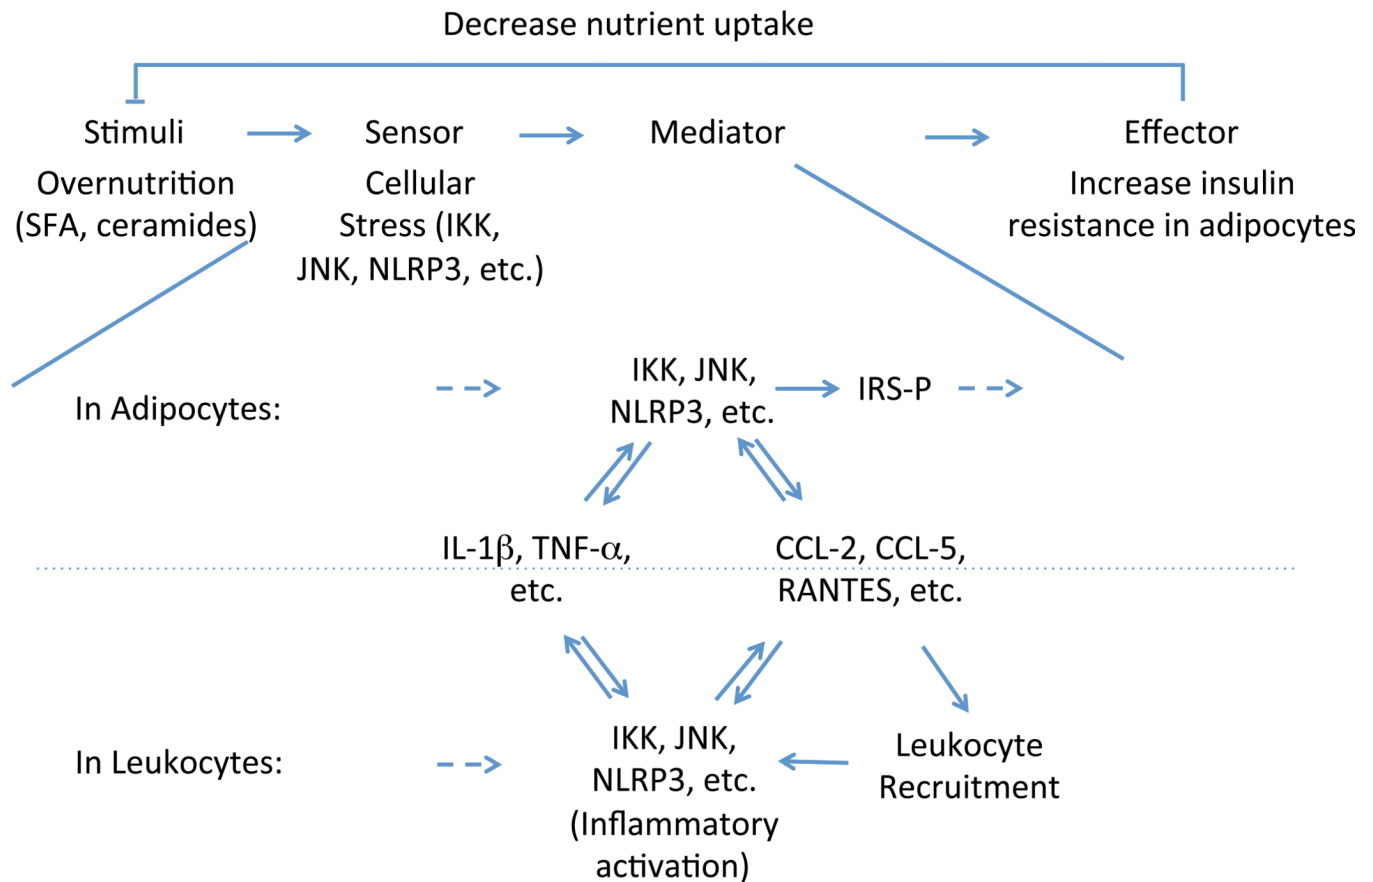 Decrease nutrient uptake
Stimuli
Sensor
Mediator
Effector
Overnutrition
(SFA, ceramides)
Cellular
Stress (IKK,
JNK, NLRP3, etc.)
Increase insulin
resistance in adipocytes
In Adipocytes:
IKK, JNK,
NLRP3, etc.
IRS-P
IL-1β, TNF-α,
etc.
CCL-2, CCL-5,
RANTES, etc.
In Leukocytes:
IKK, JNK,
NLRP3, etc.
(Inflammatory
activation)
Leukocyte
Recruitment